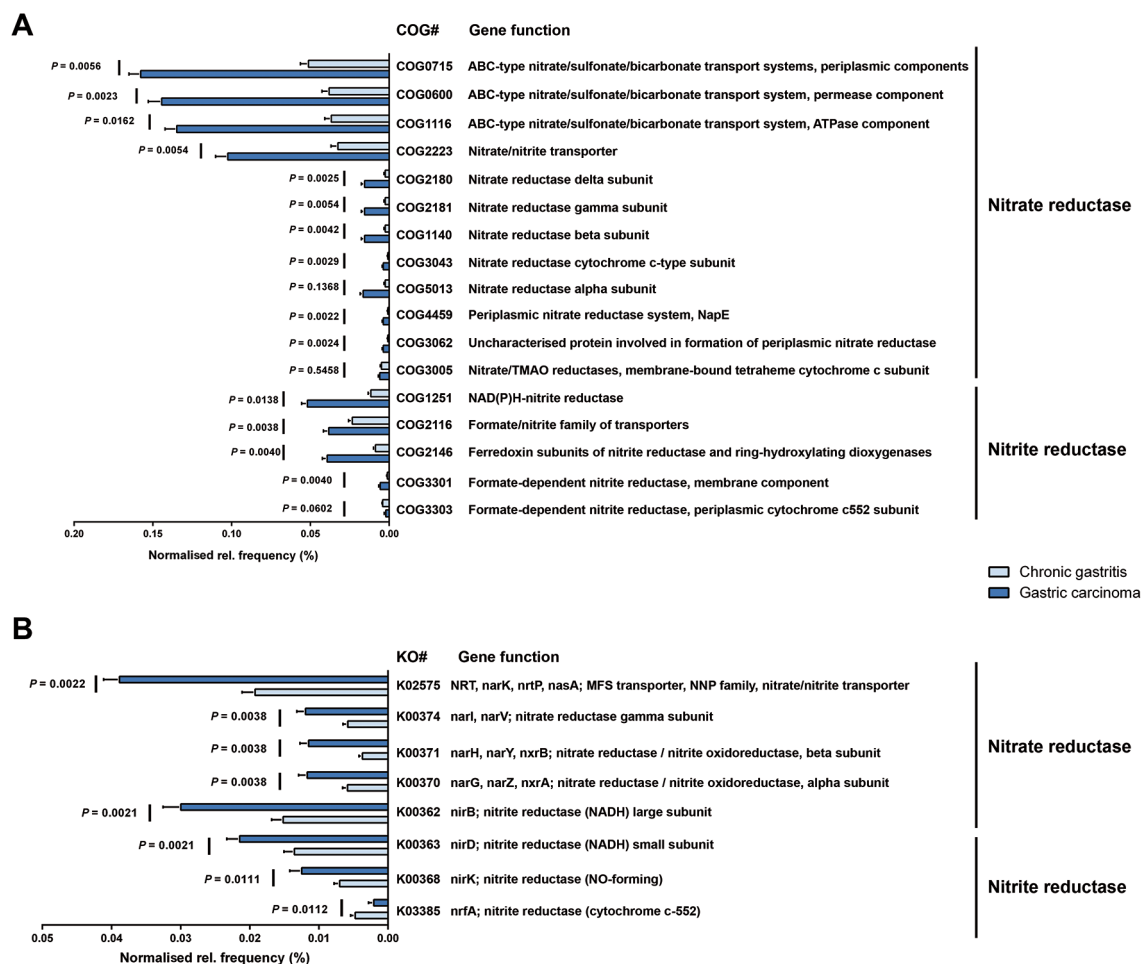 A
COG# Gene function
P = 0.0056 COG0715 ABC-type nitrate/sulfonate/bicarbonate transport systems, periplasmic components
P = 0.0023 COG0600 ABC-type nitrate/sulfonate/bicarbonate transport system, permease component
P = 0.0162 COG1116 ABC-type nitrate/sulfonate/bicarbonate transport system, ATPase component
P = 0.0054 COG2223 Nitrate/nitrite transporter
P = 0.0025 COG2180 Nitrate reductase delta subunit
P = 0.0054 COG2181 Nitrate reductase gamma subunit
P = 0.0042 COG1140 Nitrate reductase beta subunit
P = 0.0029 COG3043 Nitrate reductase cytochrome c-type subunit
P = 0.1368 COG5013 Nitrate reductase alpha subunit
P = 0.0022 COG4459 Periplasmic nitrate reductase system, NapE
P = 0.0024 COG3062 Uncharacterised protein involved in formation of periplasmic nitrate reductase
P = 0.5458 COG3005 Nitrate/TMAO reductases, membrane-bound tetraheme cytochrome c subunit
Nitrate reductase
P = 0.0138 COG1251 NAD(P)H-nitrite reductase
P = 0.0038 COG2116 Formate/nitrite family of transporters
P = 0.0040 COG2146 Ferredoxin subunits of nitrite reductase and ring-hydroxylating dioxygenases
P = 0.0040 COG3301 Formate-dependent nitrite reductase, membrane component
P = 0.0602 COG3303 Formate-dependent nitrite reductase, periplasmic cytochrome c552 subunit
Nitrite reductase
0.20 0.15 0.10 0.05 0.00
Normalised rel. frequency (%)
Chronic gastritis
Gastric carcinoma
B
KO# Gene function
P = 0.0022 K02575 NRT, narK, nrtP, nasA; MFS transporter, NNP family, nitrate/nitrite transporter
P = 0.0038 K00374 narI, narV; nitrate reductase gamma subunit
P = 0.0038 K00371 narH, narY, nxrB; nitrate reductase / nitrite oxidoreductase, beta subunit
P = 0.0038 K00370 narG, narZ, nxrA; nitrate reductase / nitrite oxidoreductase, alpha subunit
P = 0.0021 K00362 nirB; nitrite reductase (NADH) large subunit
Nitrate reductase
P = 0.0021 K00363 nirD; nitrite reductase (NADH) small subunit
P = 0.0111 K00368 nirK; nitrite reductase (NO-forming)
P = 0.0112 K03385 nrfA; nitrite reductase (cytochrome c-552)
Nitrite reductase
0.05 0.04 0.03 0.02 0.01 0.00
Normalised rel. frequency (%)